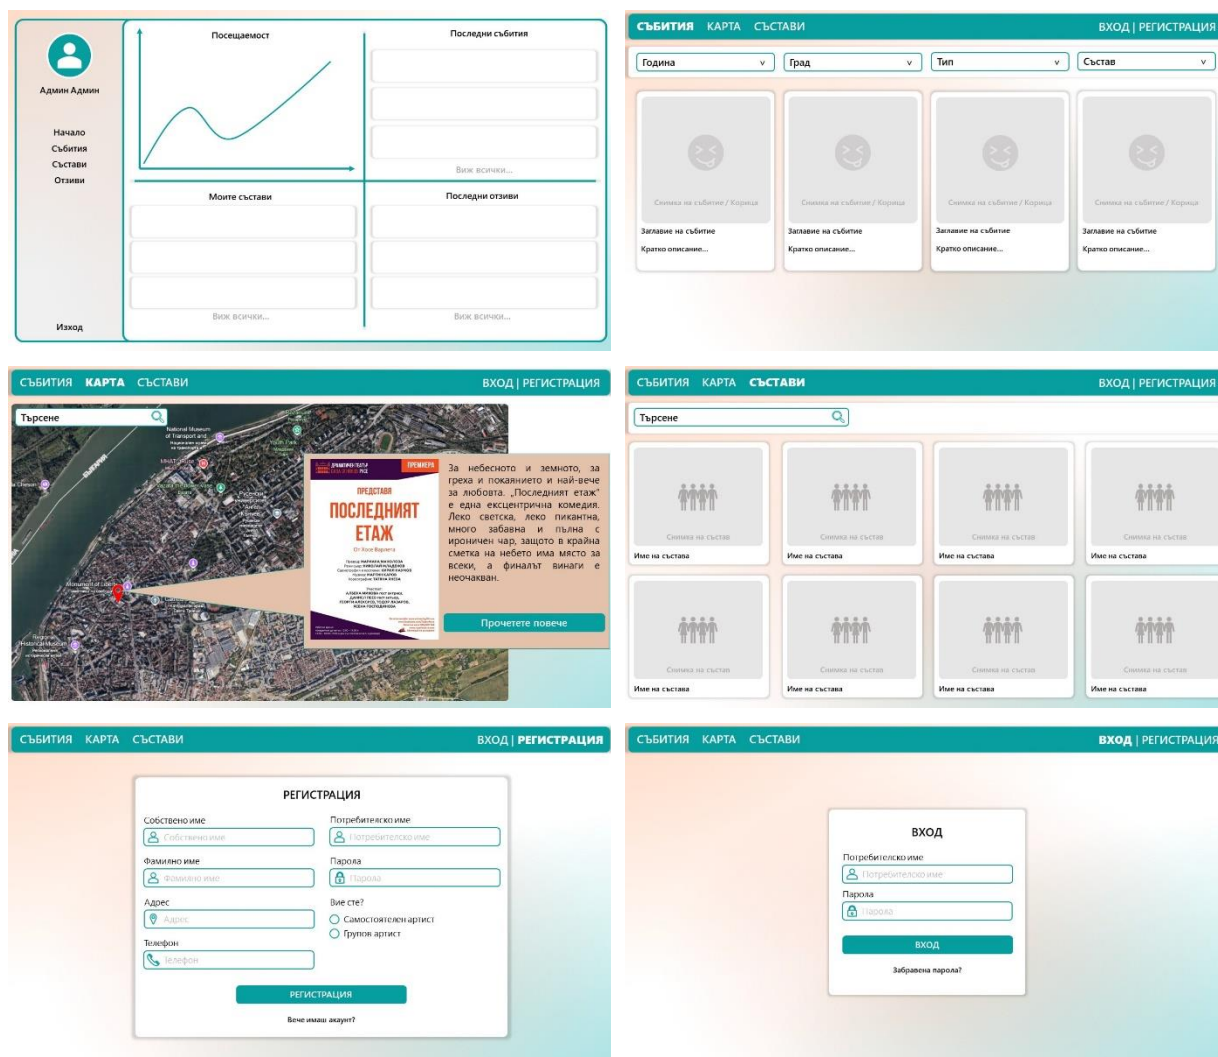 Админ Админ
Начало
Събития
Състави
Отзиви
Изход
Посещаемост
Последни събития
Виж всички...
Моите състави
Виж всички...
Последни отзиви
Виж всички...
СЪБИТИЯ КАРТА СЪСТАВИ ВХОД | РЕГИСТРАЦИЯ
Година v Град v Тип v Състав v
Снимка на събитие / Корица Снимка на събитие / Корица Снимка на събитие / Корица Снимка на събитие / Корица
Заглавие на събитие Заглавие на събитие Заглавие на събитие Заглавие на събитие
Кратко описание... Кратко описание... Кратко описание... Кратко описание...
СЪБИТИЯ КАРТА СЪСТАВИ ВХОД | РЕГИСТРАЦИЯ
Търсене
National Museum
of Transport and
Monument of Liberty
Regional
Historical Museum
ПРЕМИЕРА
ПРЕДСТАВЯ
ПОСЛЕДНИЯТ
ЕТАЖ
За небесното и земното, за
греха и покаянието и най-вече
за любовта. „Последният етаж“
е една ексцентрична комедия.
Леко светска, леко пикантна,
много забавна и пълна с
ироничен чар, защото в крайна
сметка на небето има място за
всеки, а финалът винаги е
неочакван.
Прочетете повече
СЪБИТИЯ КАРТА СЪСТАВИ ВХОД | РЕГИСТРАЦИЯ
Търсене
Снимка на състав Снимка на състав Снимка на състав Снимка на състав
Име на състава Име на състава Име на състава Име на състава
Снимка на състав Снимка на състав Снимка на състав Снимка на състав
Име на състава Име на състава Име на състава Име на състава
СЪБИТИЯ КАРТА СЪСТАВИ ВХОД | РЕГИСТРАЦИЯ
РЕГИСТРАЦИЯ
Собствено име Потребителско име
Собствено име Потребителско име
Фамилно име Парола
Фамилно име Парола
Адрес Вие сте?
Адрес Самостоятелен артист
Групов артист
Телефон
Телефон
РЕГИСТРАЦИЯ
Вече имаш акаунт?
СЪБИТИЯ КАРТА СЪСТАВИ ВХОД | РЕГИСТРАЦИЯ
ВХОД
Потребителско име
Потребителско име
Парола
Парола
ВХОД
Забравена парола?